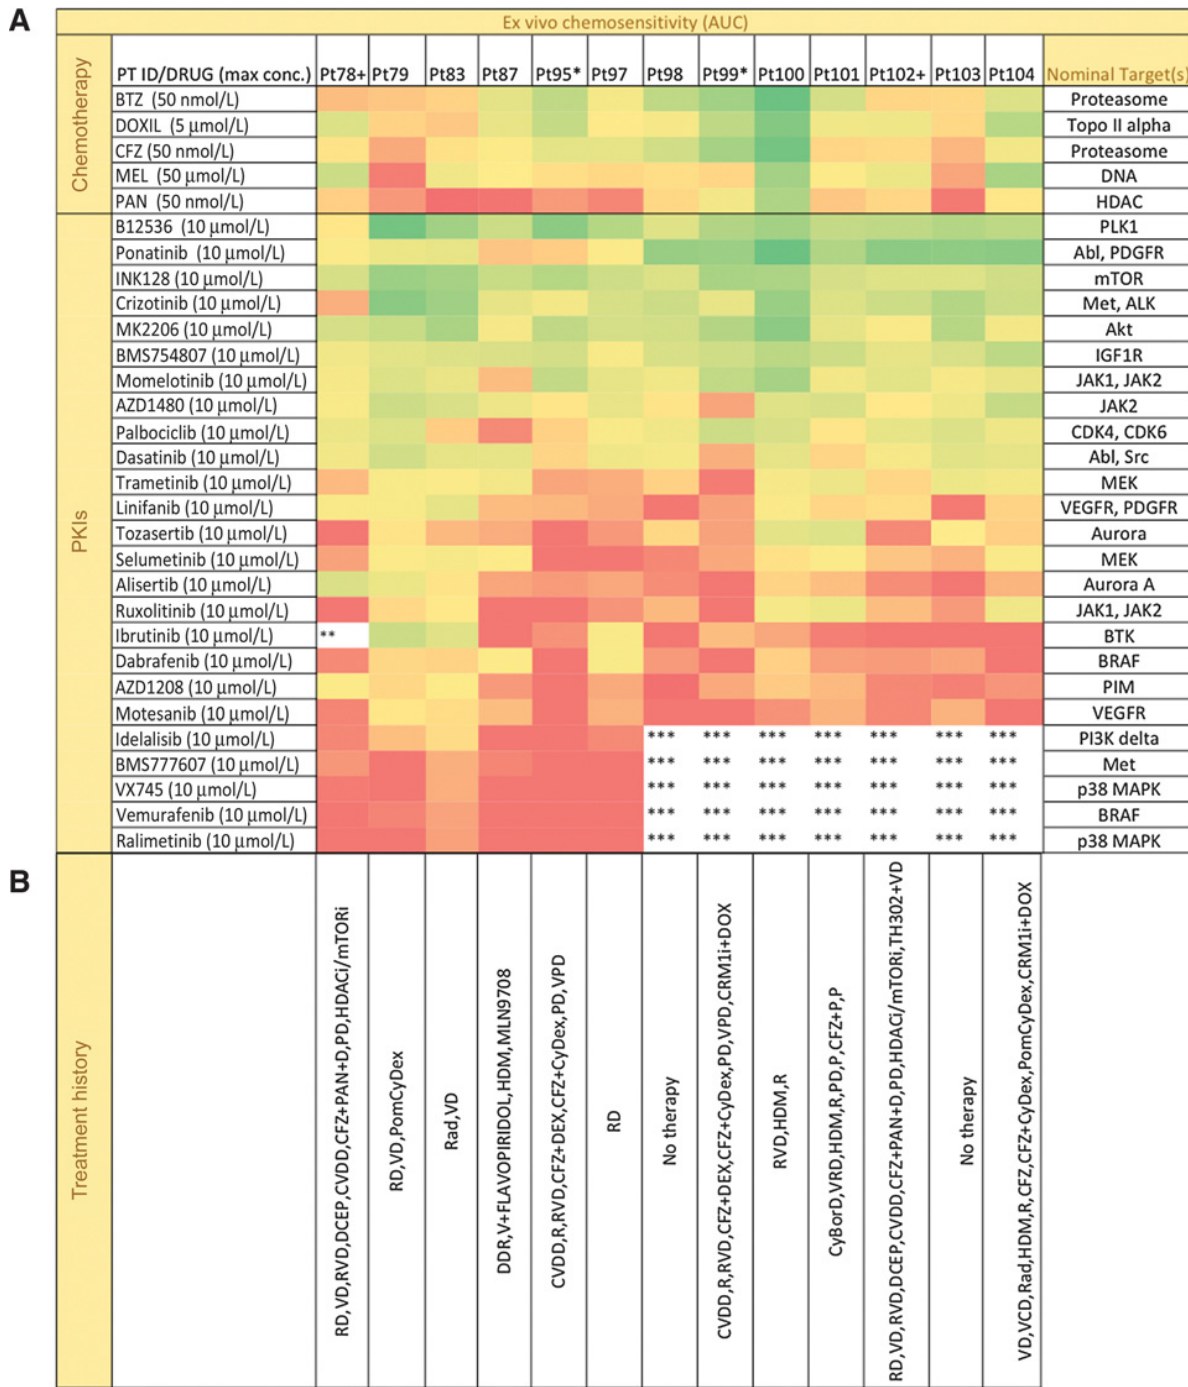 A
Ex vivo chemosensitivity (AUC)
Chemotherapy
PT ID/DRUG (max conc.) Pt78+ Pt79 Pt83 Pt87 Pt95* Pt97 Pt98 Pt99* Pt100 Pt101 Pt102+ Pt103 Pt104 Nominal Target(s)
BTZ (50 nmol/L) Proteasome
DOXIL (5 µmol/L) Topo II alpha
CFZ (50 nmol/L) Proteasome
MEL (50 µmol/L) DNA
PAN (50 nmol/L) HDAC
PKIs
B12536 (10 µmol/L) PLK1
Ponatinib (10 µmol/L) Abl, PDGFR
INK128 (10 µmol/L) mTOR
Crizotinib (10 µmol/L) Met, ALK
MK2206 (10 µmol/L) Akt
BMS754807 (10 µmol/L) IGF1R
Momelotinib (10 µmol/L) JAK1, JAK2
AZD1480 (10 µmol/L) JAK2
Palbociclib (10 µmol/L) CDK4, CDK6
Dasatinib (10 µmol/L) Abl, Src
Trametinib (10 µmol/L) MEK
Linifanib (10 µmol/L) VEGFR, PDGFR
Tozasertib (10 µmol/L) Aurora
Selumetinib (10 µmol/L) MEK
Alisertib (10 µmol/L) Aurora A
Ruxolitinib (10 µmol/L) JAK1, JAK2
Ibrutinib (10 µmol/L) ** BTK
Dabrafenib (10 µmol/L) BRAF
AZD1208 (10 µmol/L) PIM
Motesanib (10 µmol/L) VEGFR
Idelalisib (10 µmol/L) *** *** *** *** *** *** *** PI3K delta
BMS777607 (10 µmol/L) *** *** *** *** *** *** *** Met
VX745 (10 µmol/L) *** *** *** *** *** *** *** p38 MAPK
Vemurafenib (10 µmol/L) *** *** *** *** *** *** *** BRAF
Ralimetinib (10 µmol/L) *** *** *** *** *** *** *** p38 MAPK
B
Treatment history
RD,VD,RVD,DCEP,CVDD,CFZ+PAN+D,PD,HDACi/mTORi
RD,VD,PomCyDex
Rad,VD
DDR,V+FLAVOPIRIDOL,HDM,MLN9708
CVDD,R,RVD,CFZ+DEX,CFZ+CyDex,PD,VPD
RD
No therapy
CVDD,R,RVD,CFZ+DEX,CFZ+CyDex,PD,VPD,CRM1i+DOX
RVD,HDM,R
CyBorD,VRD,HDM,R,PD,P,CFZ+P,P
RD,VD,RVD,DCEP,CVDD,CFZ+PAN+D,PD,HDACi/mTORi,TH302+VD
No therapy
VD,VCD,Rad,HDM,R,CFZ,CFZ+CyDex,PomCyDex,CRM1i+DOX